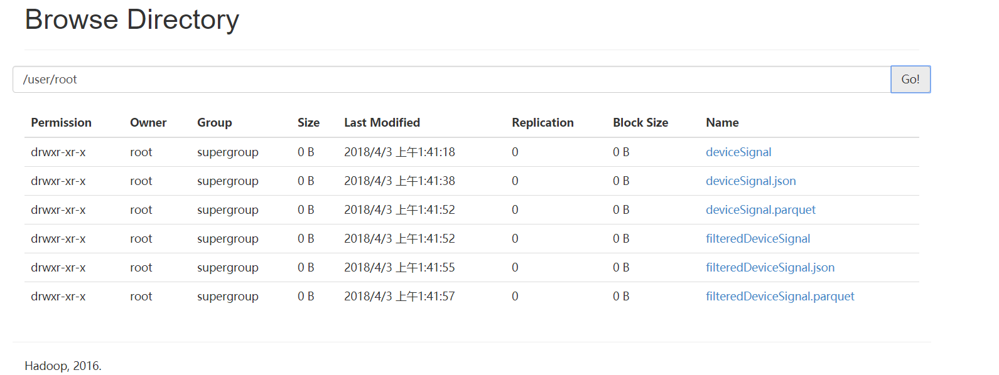 Browse Directory
/user/root Go!
Permission Owner Group Size Last Modified Replication Block Size Name
drwxr-xr-x root supergroup 0 B 2018/4/3 上午1:41:18 0 0 B deviceSignal
drwxr-xr-x root supergroup 0 B 2018/4/3 上午1:41:38 0 0 B deviceSignal.json
drwxr-xr-x root supergroup 0 B 2018/4/3 上午1:41:52 0 0 B deviceSignal.parquet
drwxr-xr-x root supergroup 0 B 2018/4/3 上午1:41:52 0 0 B filteredDeviceSignal
drwxr-xr-x root supergroup 0 B 2018/4/3 上午1:41:55 0 0 B filteredDeviceSignal.json
drwxr-xr-x root supergroup 0 B 2018/4/3 上午1:41:57 0 0 B filteredDeviceSignal.parquet
Hadoop, 2016.